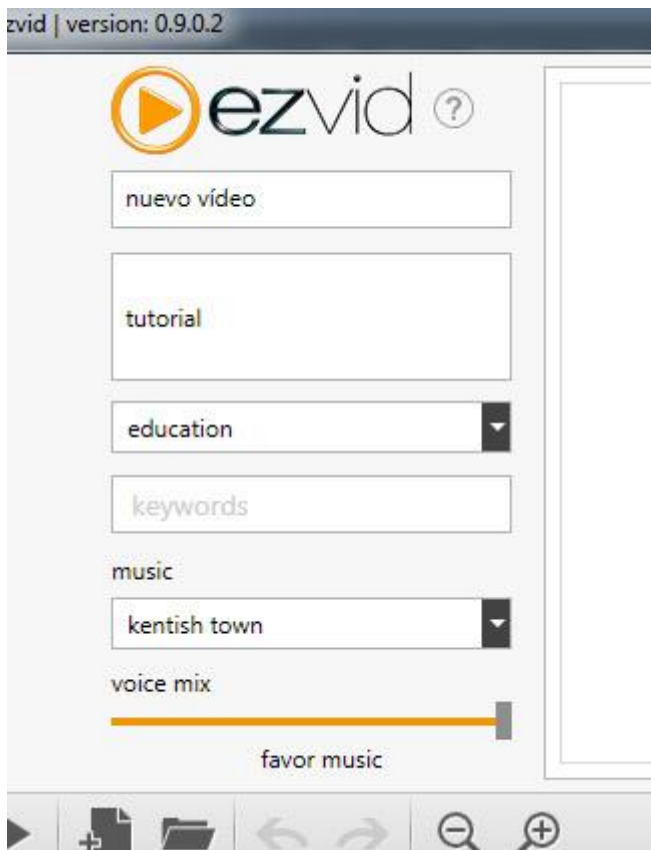 zvid | version: 0.9.0.2
ezvid ?
nuevo vídeo
tutorial
education
keywords
music
kentish town
voice mix
favor music